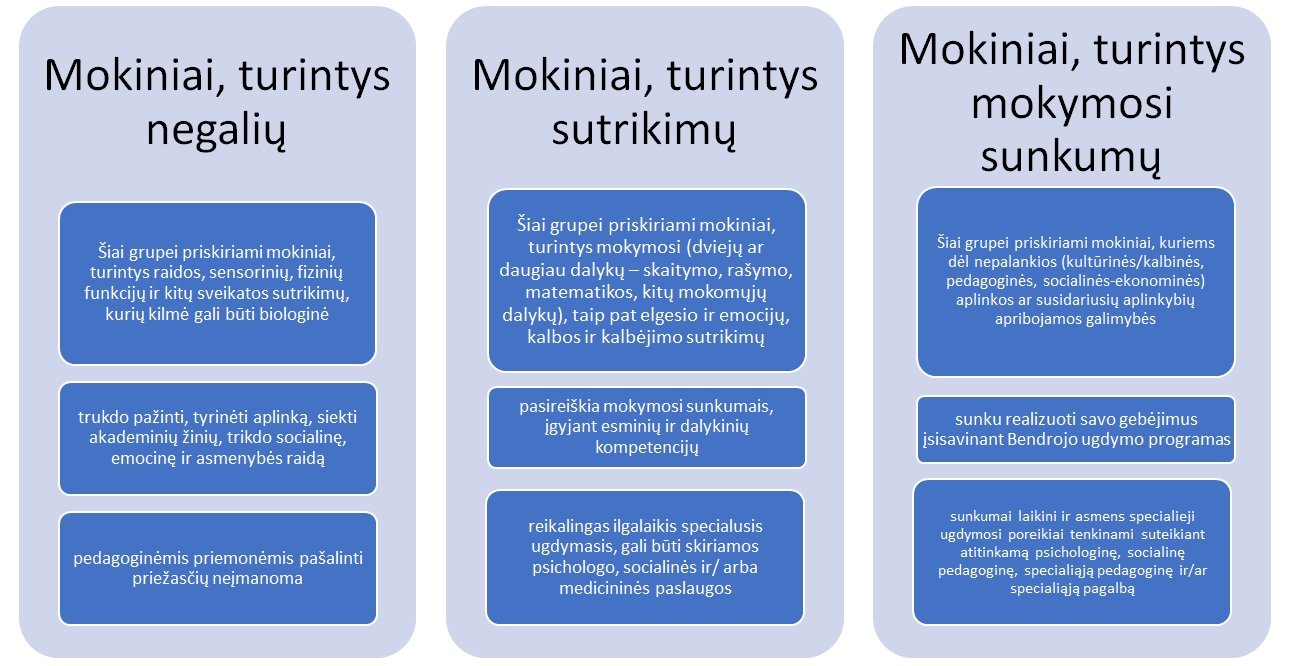 Mokiniai, turintys
negalių
Šiai grupei priskiriami mokiniai,
turintys raidos, sensorinių, fizinių
funkcijų ir kitų sveikatos sutrikimų,
kurių kilmė gali būti biologinė
trukdo pažinti, tyrinėti aplinką, siekti
akademinių žinių, trikdo socialinę,
emocinę ir asmenybės raidą
pedagoginėmis priemonėmis pašalinti
priežasčių neįmanoma
Mokiniai, turintys
sutrikimų
Šiai grupei priskiriami mokiniai,
turintys mokymosi (dviejų ar
daugiau dalykų – skaitymo, rašymo,
matematikos, kitų mokomųjų
dalykų), taip pat elgesio ir emocijų,
kalbos ir kalbėjimo sutrikimų
pasireiškia mokymosi sunkumais,
įgyjant esminių ir dalykinių
kompetencijų
reikalingas ilgalaikis specialusis
ugdymasis, gali būti skiriamos
psichologo, socialinės ir/ arba
medicininės paslaugos
Mokiniai, turintys
mokymosi
sunkumų
Šiai grupei priskiriami mokiniai, kuriems
dėl nepalankios (kultūrinės/kalbinės,
pedagoginės, socialinės-ekonominės)
aplinkos ar susidariusių aplinkybių
apribojamos galimybės
sunku realizuoti savo gebėjimus
įsisavinant Bendrojo ugdymo programas
sunkumai laikini ir asmens specialieji
ugdymosi poreikiai tenkinami suteikiant
atitinkamą psichologinę, socialinę
pedagoginę, specialiąją pedagoginę ir/ar
specialiąją pagalbą